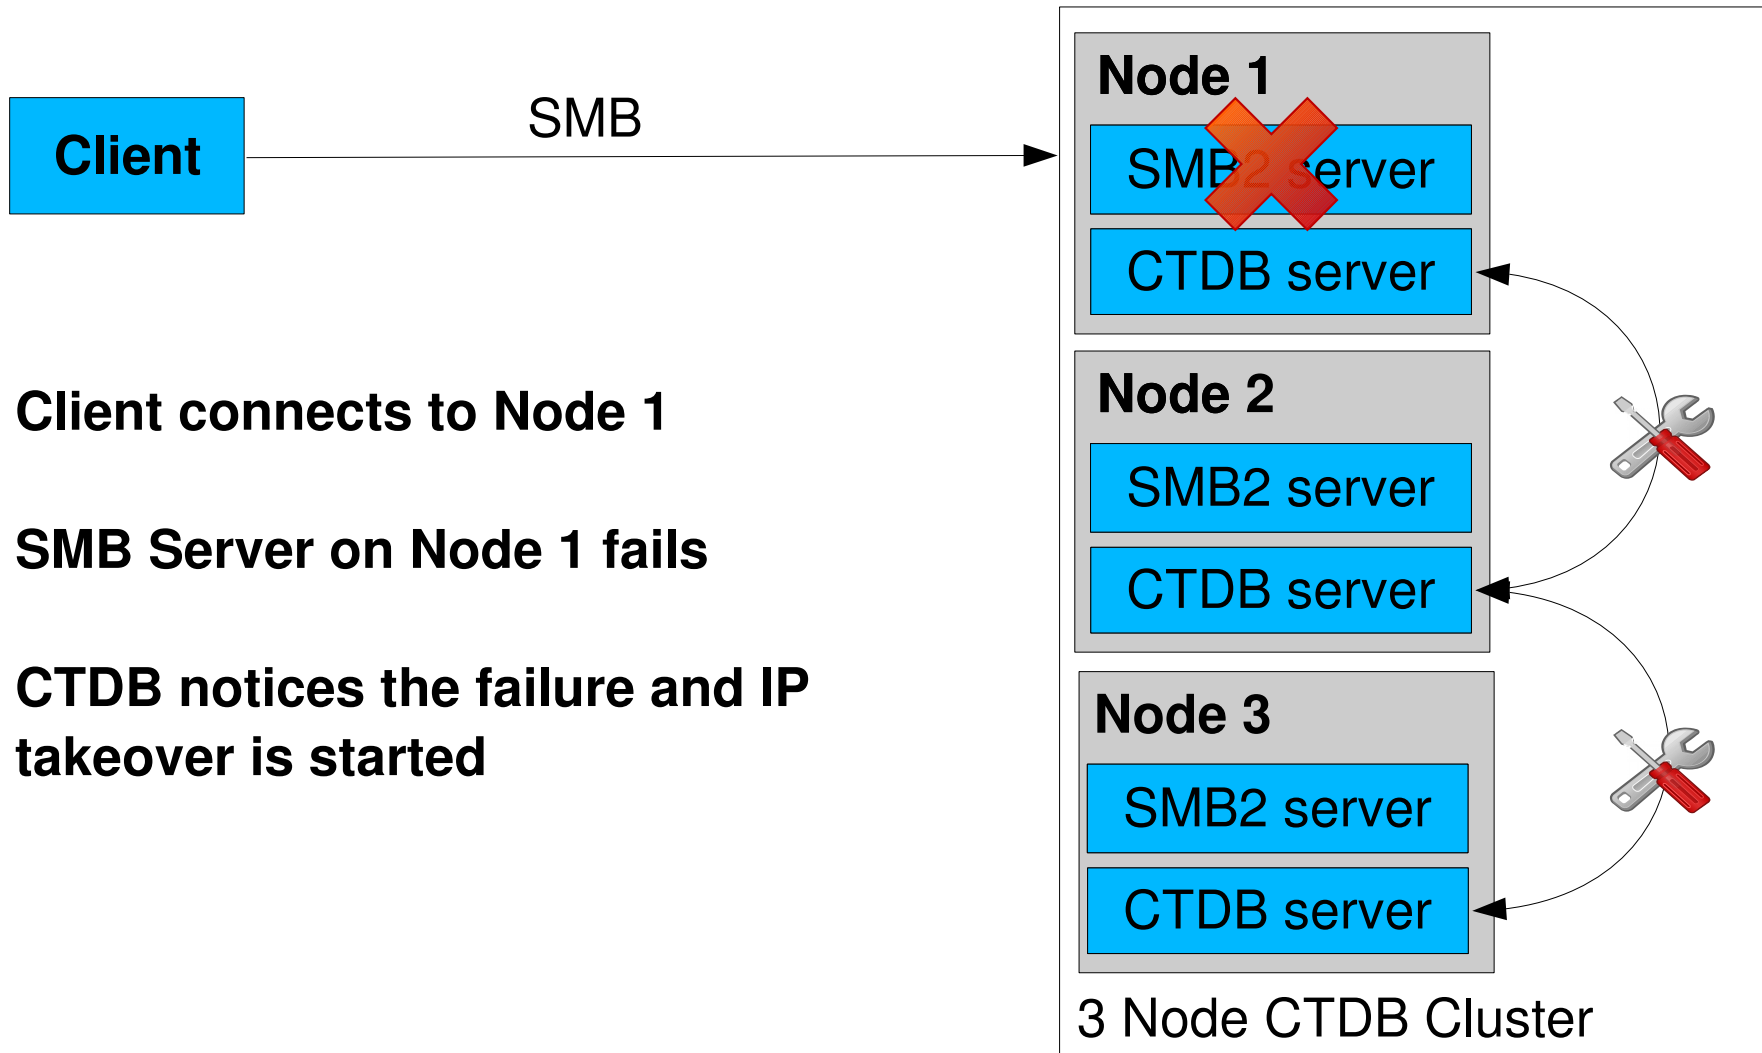 Client
SMB
Node 1
SMB2 server
CTDB server
Client connects to Node 1
Node 2
SMB2 server
SMB Server on Node 1 fails
CTDB server
CTDB notices the failure and IP
takeover is started
Node 3
SMB2 server
CTDB server
3 Node CTDB Cluster